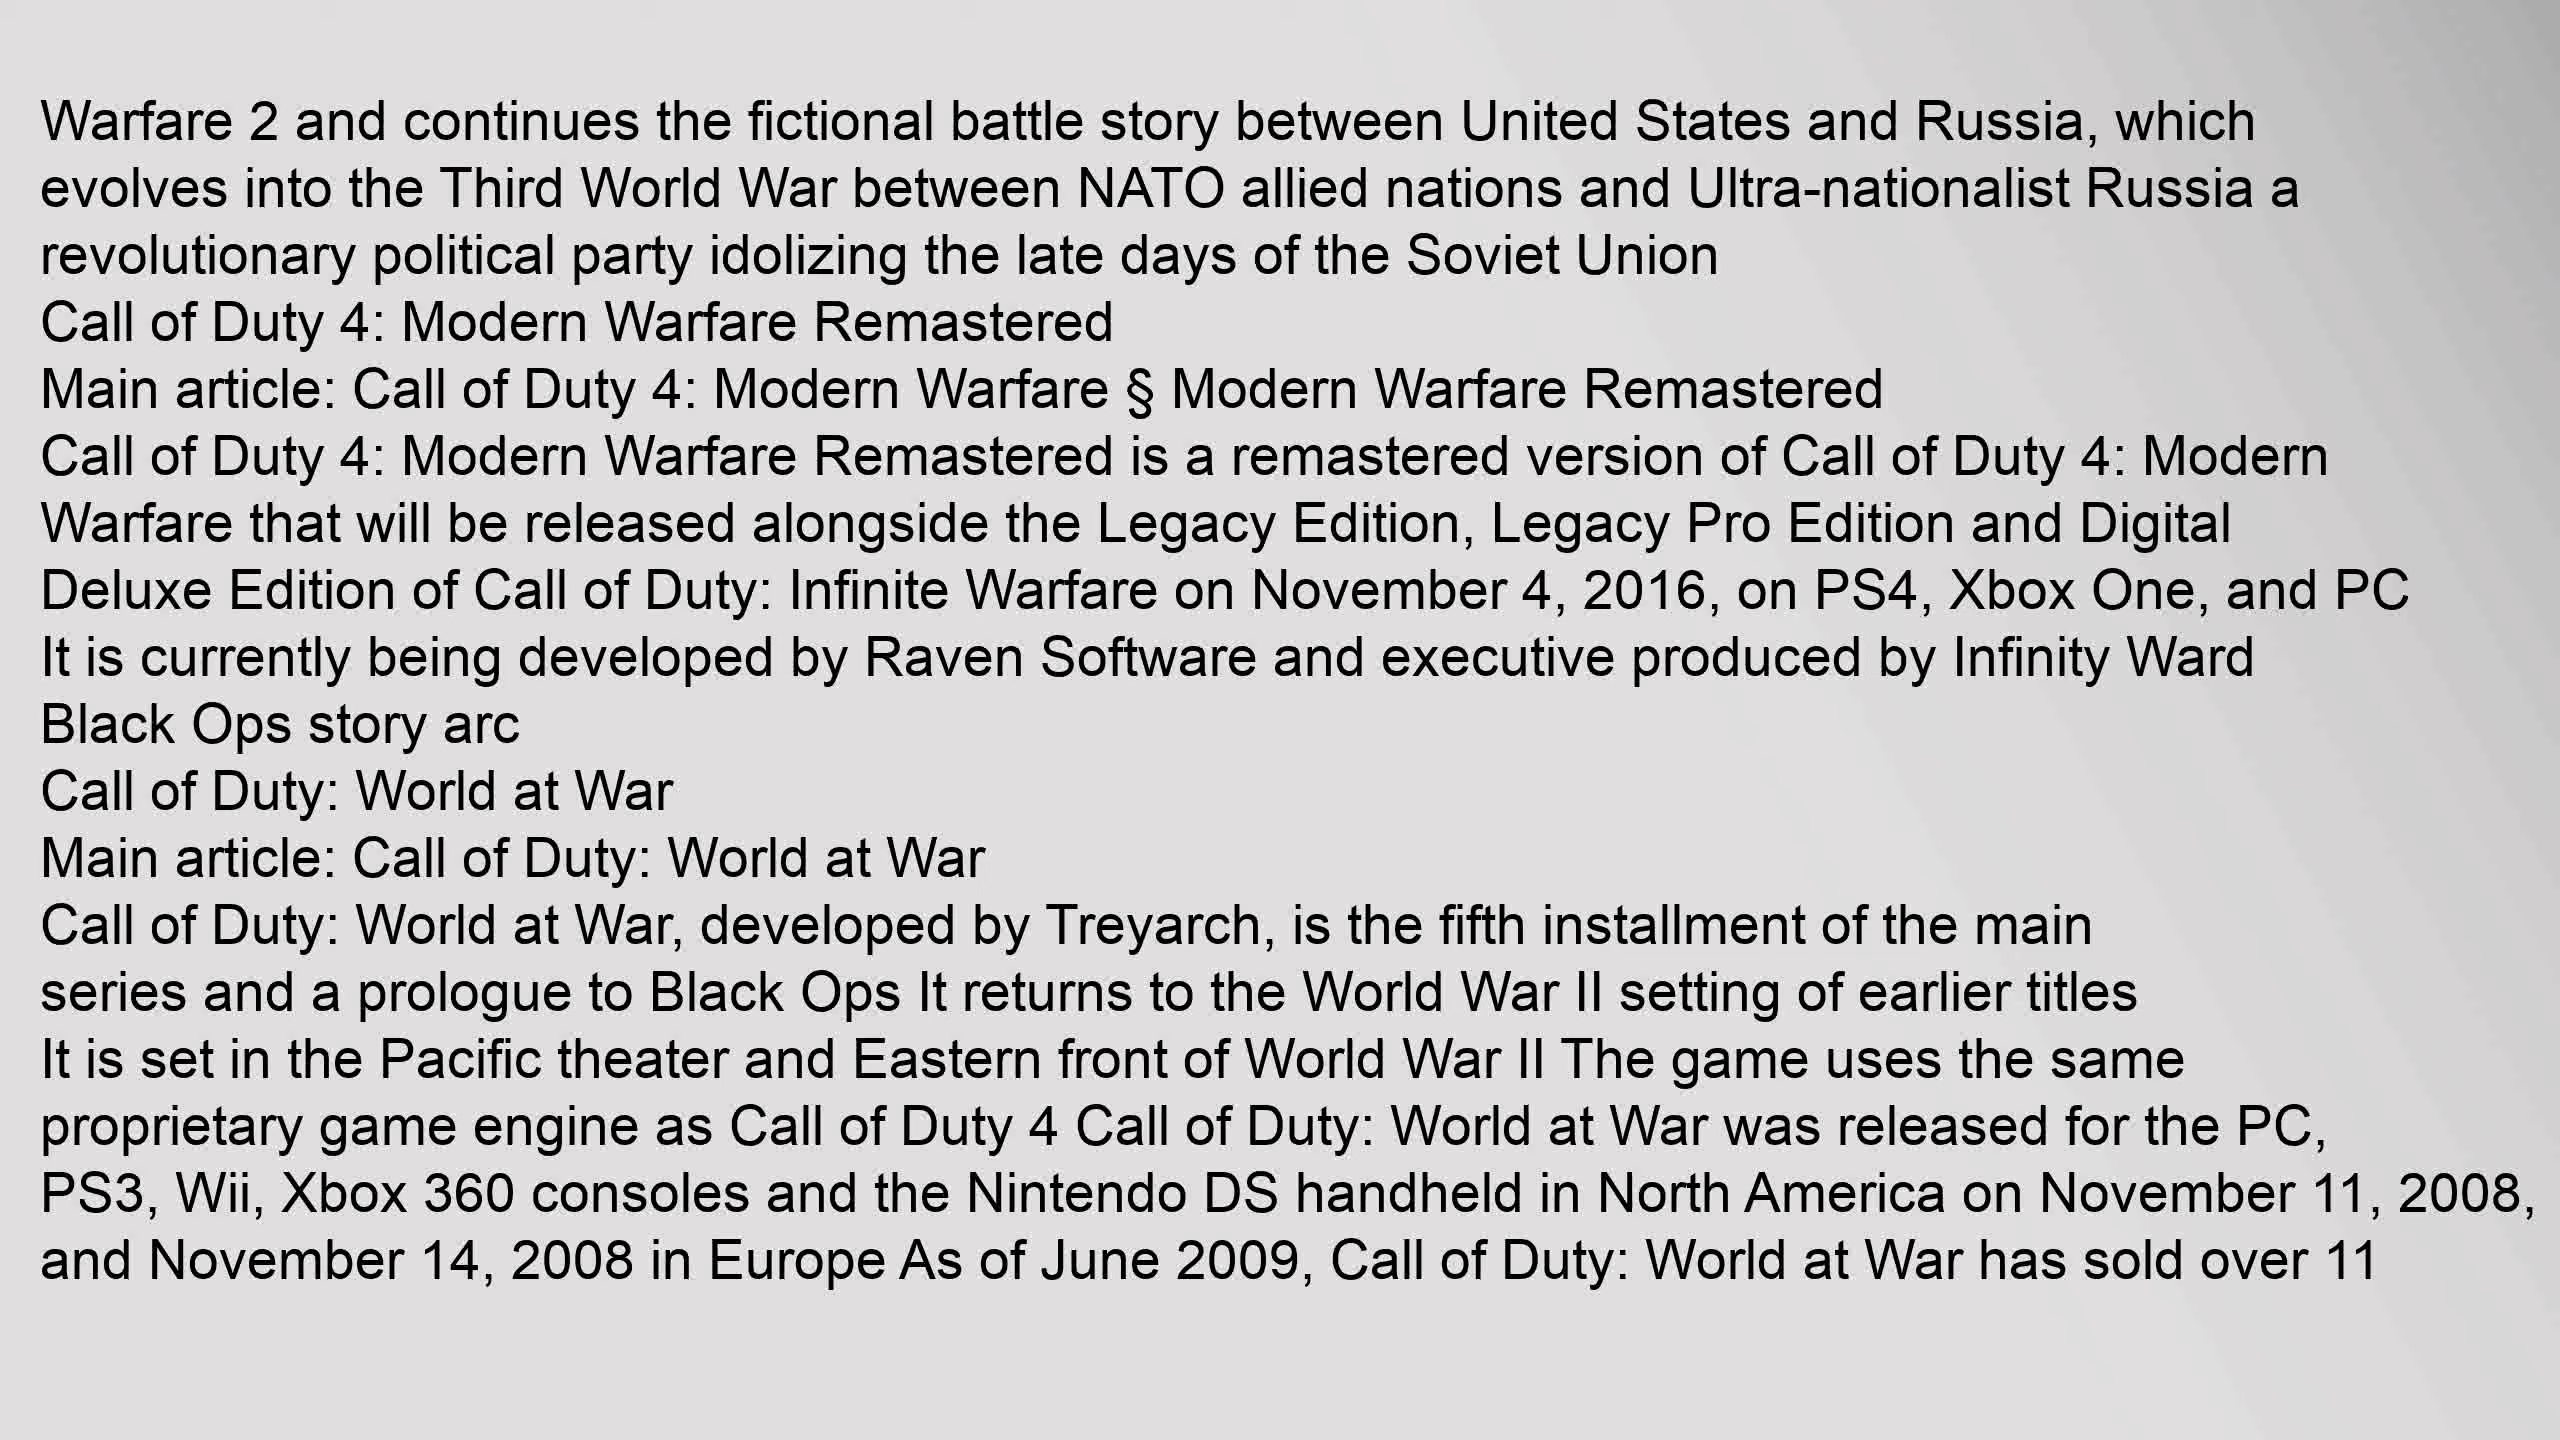 Warfare 2 and continues the fictional battle story between United States and Russia, which
evolves into the Third World War between NATO allied nations and Ultra-nationalist Russia a
revolutionary political party idolizing the late days of the Soviet Union
Call of Duty 4: Modern Warfare Remastered
Main article: Call of Duty 4: Modern Warfare § Modern Warfare Remastered
Call of Duty 4: Modern Warfare Remastered is a remastered version of Call of Duty 4: Modern
Warfare that will be released alongside the Legacy Edition, Legacy Pro Edition and Digital
Deluxe Edition of Call of Duty: Infinite Warfare on November 4, 2016, on PS4, Xbox One, and PC
It is currently being developed by Raven Software and executive produced by Infinity Ward
Black Ops story arc
Call of Duty: World at War
Main article: Call of Duty: World at War
Call of Duty: World at War, developed by Treyarch, is the fifth installment of the main
series and a prologue to Black Ops It returns to the World War II setting of earlier titles
It is set in the Pacific theater and Eastern front of World War II The game uses the same
proprietary game engine as Call of Duty 4 Call of Duty: World at War was released for the PC,
PS3, Wii, Xbox 360 consoles and the Nintendo DS handheld in North America on November 11, 2008,
and November 14, 2008 in Europe As of June 2009, Call of Duty: World at War has sold over 11